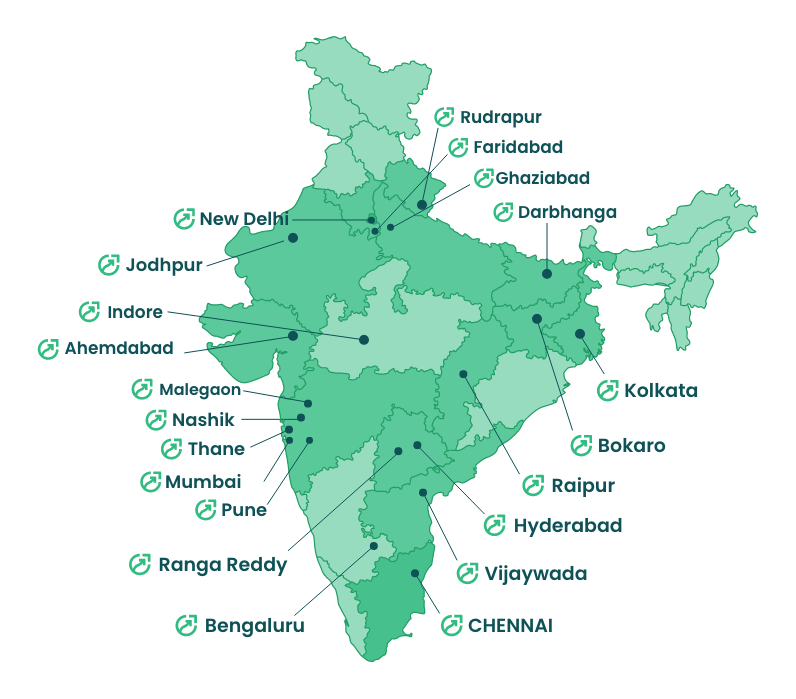 Rudrapur
Faridabad
Ghaziabad
Darbhanga
New Delhi
Jodhpur
Indore
Ahemdabad
Malegaon
Nashik
Thane
Mumbai
Pune
Kolkata
Bokaro
Raipur
Hyderabad
Ranga Reddy
Vijaywada
Bengaluru
CHENNAI